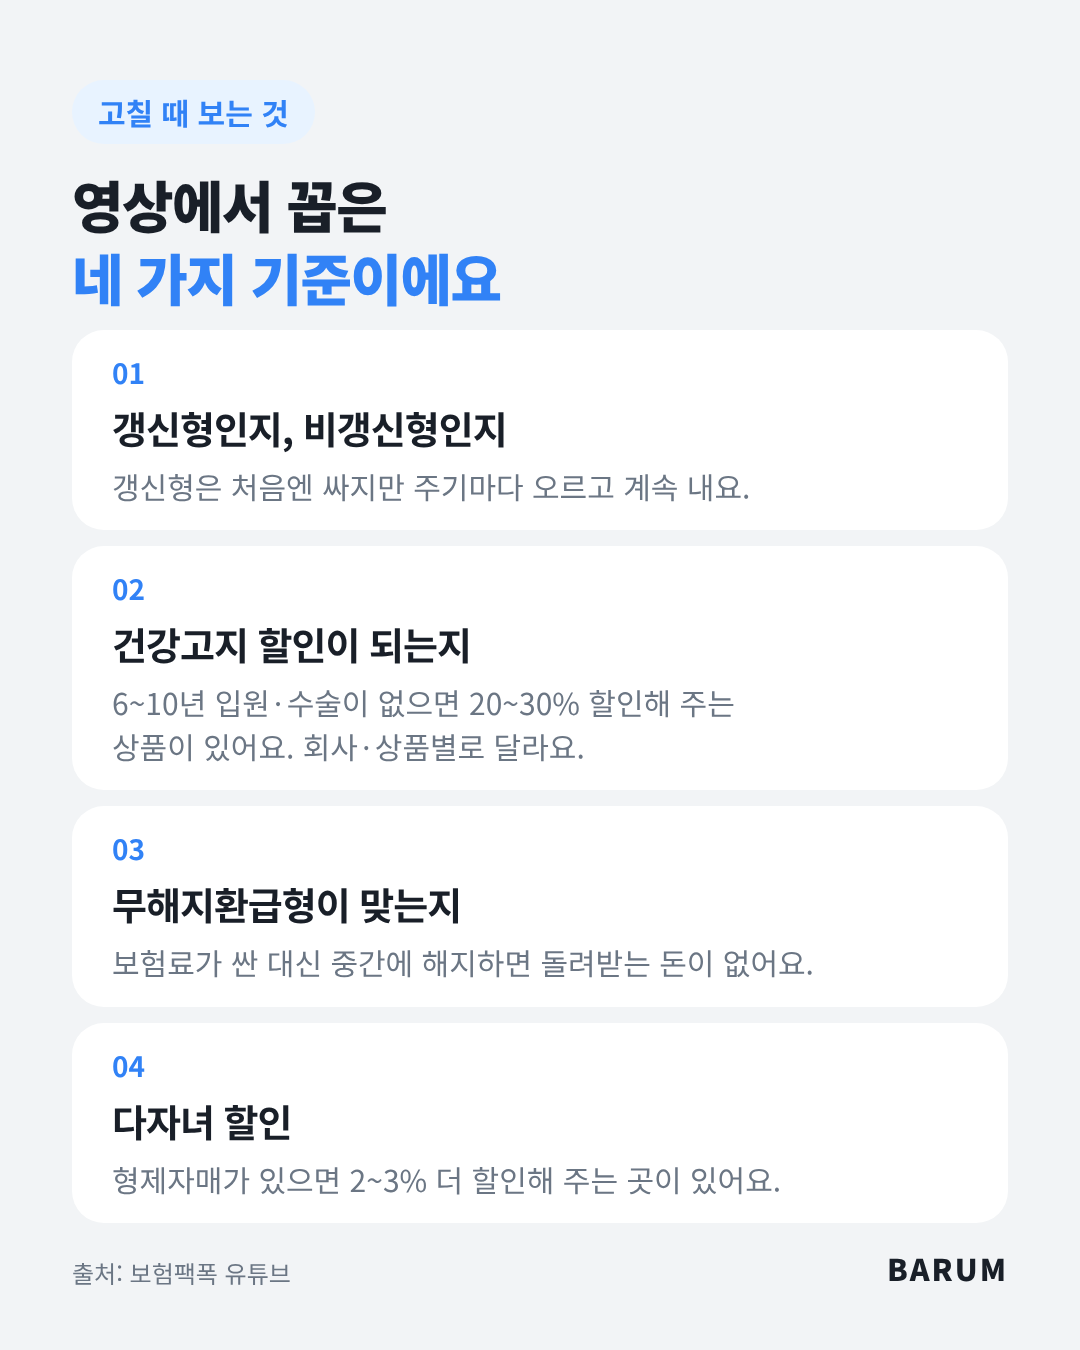 고칠 때 보는 것
영상에서 꼽은
네 가지 기준이에요
01
갱신형인지, 비갱신형인지
갱신형은 처음엔 싸지만 주기마다 오르고 계속 내요.
02
건강고지 할인이 되는지
6~10년 입원·수술이 없으면 20~30% 할인해 주는
상품이 있어요. 회사·상품별로 달라요.
03
무해지환급형이 맞는지
보험료가 싼 대신 중간에 해지하면 돌려받는 돈이 없어요.
04
다자녀 할인
형제자매가 있으면 2~3% 더 할인해 주는 곳이 있어요.
출처: 보험팩폭 유튜브
BARUM